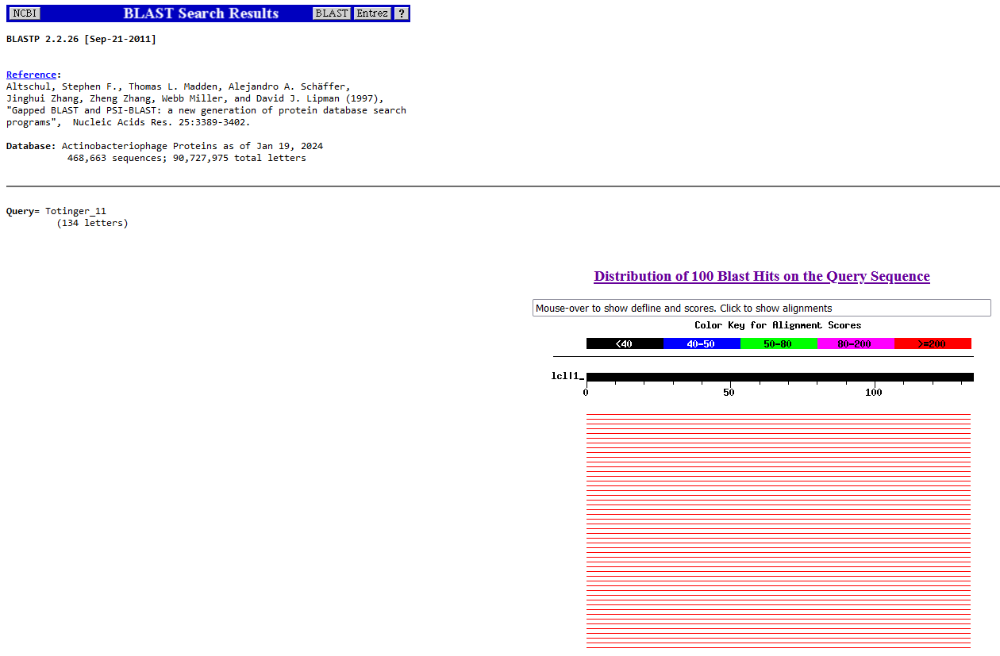 NCBI BLAST Search Results BLAST Entrez ?
BLASTP 2.2.26 [Sep-21-2011]
Reference:
Altschul, Stephen F., Thomas L. Madden, Alejandro A. Schäffer,
Jinghui Zhang, Zheng Zhang, Webb Miller, and David J. Lipman (1997),
"Gapped BLAST and PSI-BLAST: a new generation of protein database search
programs",  Nucleic Acids Res. 25:3389-3402.
Database: Actinobacteriophage Proteins as of Jan 19, 2024
468,663 sequences; 90,727,975 total letters
Query= Totinger_11
(134 letters)
Distribution of 100 Blast Hits on the Query Sequence
Mouse-over to show defline and scores. Click to show alignments
Color Key for Alignment Scores
<40 40-50 50-80 80-200 >=200
lcl|1_
0 50 100